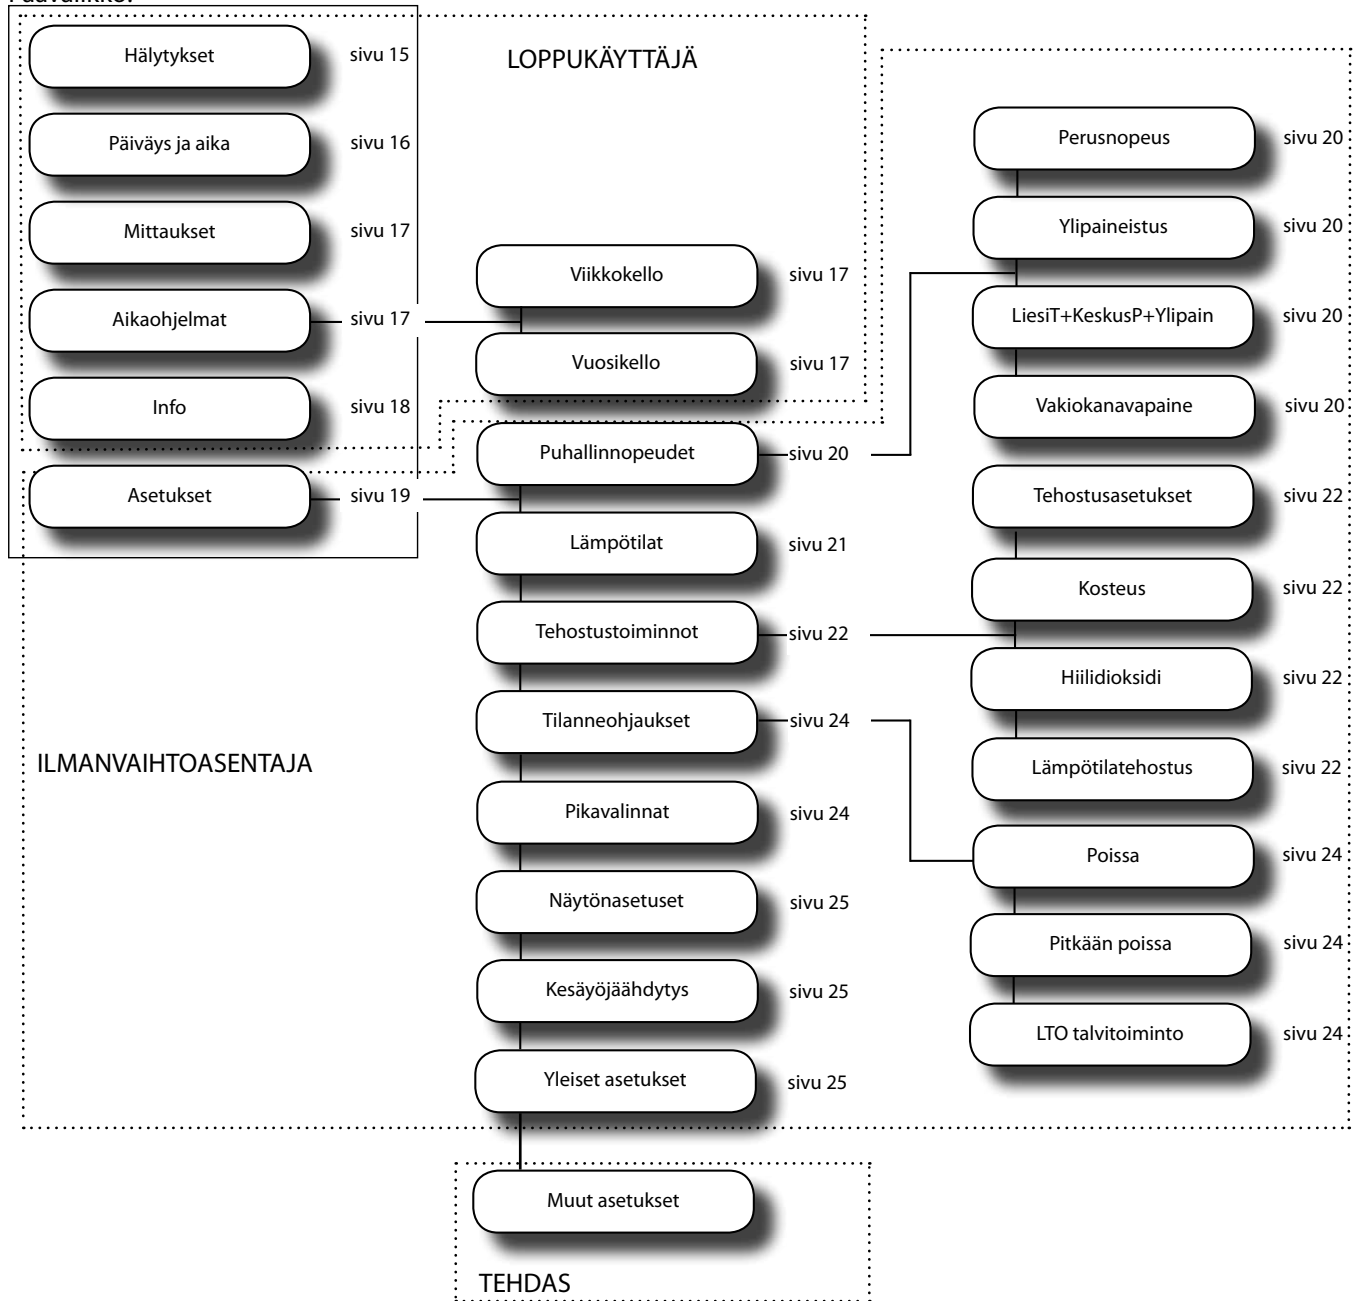 Päävalikko:
Hälytykset
sivu 15
Päiväys ja aika
sivu 16
Mittaukset
sivu 17
Aikaohjelmat
sivu 17
Info
sivu 18
Asetukset
sivu 19
LOPPUKÄYTTÄJÄ
Viikkokello
sivu 17
Vuosikello
sivu 17
Puhallinnopeudet
sivu 20
Lämpötilat
sivu 21
Tehostustoiminnot
sivu 22
Tilanneohjaukset
sivu 24
Pikavalinnat
sivu 24
Näytönasetuset
sivu 25
Kesäyöjäähdytys
sivu 25
Yleiset asetukset
sivu 25
ILMANVAIHTOASENTAJA
Perusnopeus
sivu 20
Ylipaineistus
sivu 20
LiesiT+KeskusP+Ylipain
sivu 20
Vakiokanavapaine
sivu 20
Tehostusasetukset
sivu 22
Kosteus
sivu 22
Hiilidioksidi
sivu 22
Lämpötilatehostus
sivu 22
Poissa
sivu 24
Pitkään poissa
sivu 24
LTO talvitoiminto
sivu 24
Muut asetukset
TEHDAS